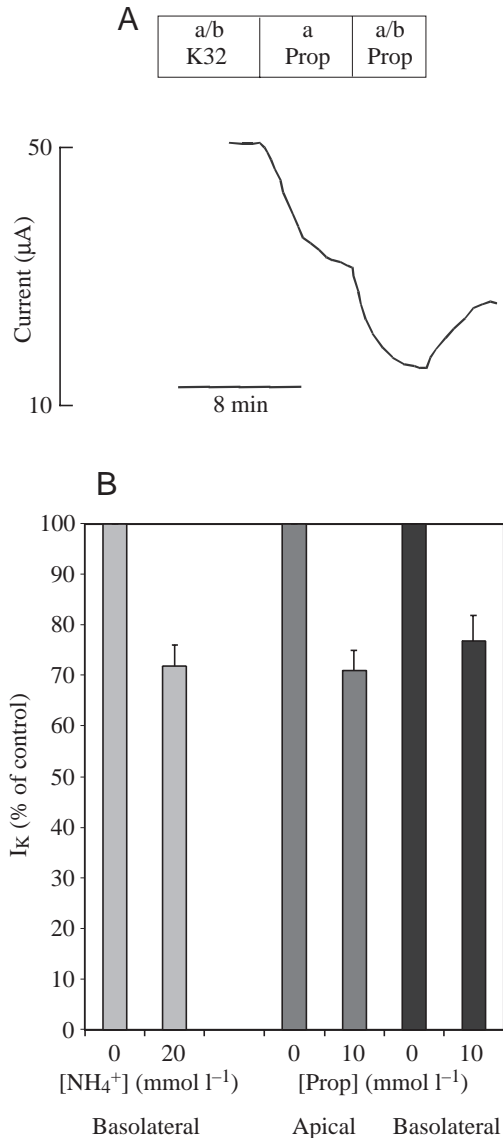 A
a/b a a/b
K32 Prop Prop
50
Current (µA)
10
8 min
B
100
90
80
70
60
50
40
30
20
10
0
I_K (% of control)
0 20 0 10 0 10
[NH₄⁺] (mmol l⁻¹) [Prop] (mmol l⁻¹)
Basolateral Apical Basolateral